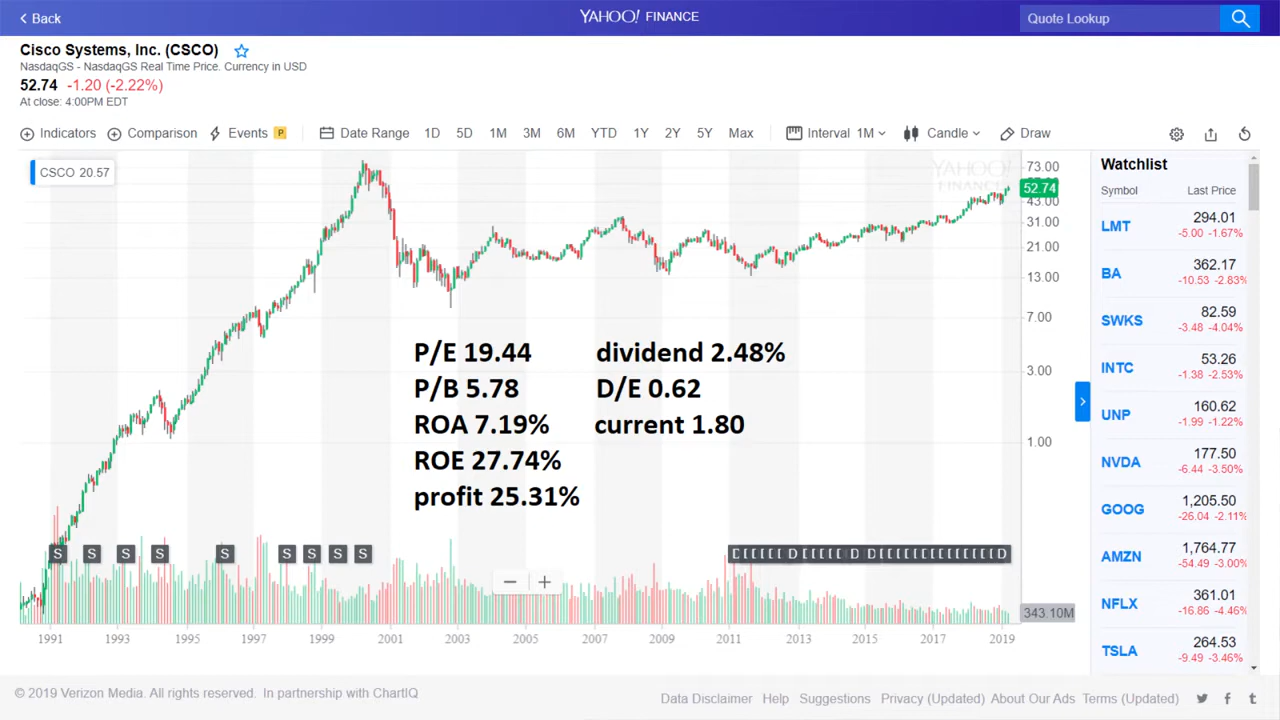 Back
YAHOO! FINANCE
Quote Lookup
Cisco Systems, Inc. (CSCO)
NasdaqGS - NasdaqGS Real Time Price. Currency in USD
52.74 -1.20 (-2.22%)
At close: 4:00PM EDT
Indicators Comparison Events P Date Range 1D 5D 1M 3M 6M YTD 1Y 2Y 5Y Max Interval 1M Candle Draw
CSCO 20.57
YAHOO!
FINANCE
73.00
52.74
43.00
31.00
21.00
13.00
7.00
3.00
1.00
343.10M
P/E 19.44 dividend 2.48%
P/B 5.78 D/E 0.62
ROA 7.19% current 1.80
ROE 27.74%
profit 25.31%
S S S S S S S S S D D D D D
1991 1993 1995 1997 1999 2001 2003 2005 2007 2009 2011 2013 2015 2017 2019
Watchlist
Symbol Last Price
LMT 294.01
-5.00 -1.67%
BA 362.17
-10.53 -2.83%
SWKS 82.59
-3.48 -4.04%
INTC 53.26
-1.38 -2.53%
UNP 160.62
-1.99 -1.22%
NVDA 177.50
-6.44 -3.50%
GOOG 1,205.50
-26.04 -2.11%
AMZN 1,764.77
-54.49 -3.00%
NFLX 361.01
-16.86 -4.46%
TSLA 264.53
-9.49 -3.46%
© 2019 Verizon Media. All rights reserved. In partnership with ChartIQ
Data Disclaimer Help Suggestions Privacy (Updated) About Our Ads Terms (Updated)